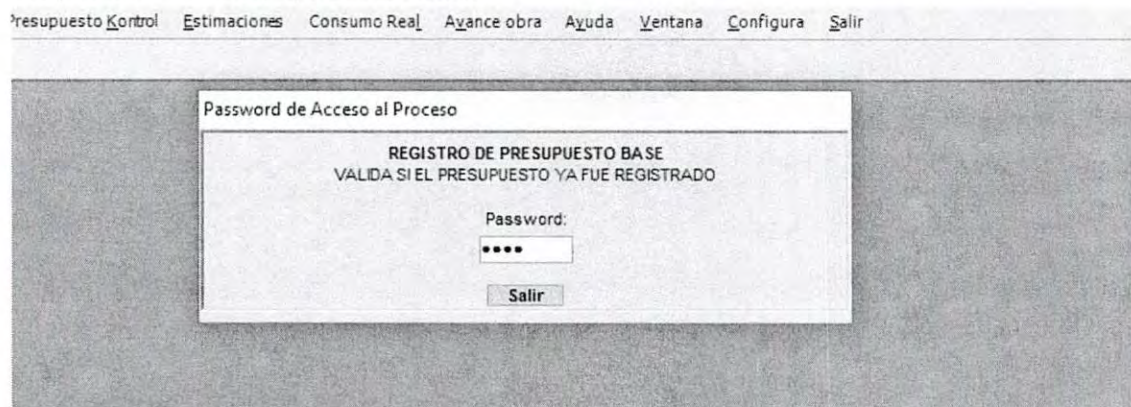 Presupuesto Kontrol Estimaciones Consumo Real Avance obra Ayuda Ventana Configura Salir
Password de Acceso al Proceso
REGISTRO DE PRESUPUESTO BASE
VALIDA SI EL PRESUPUESTO YA FUE REGISTRADO
Password:
••••
Salir